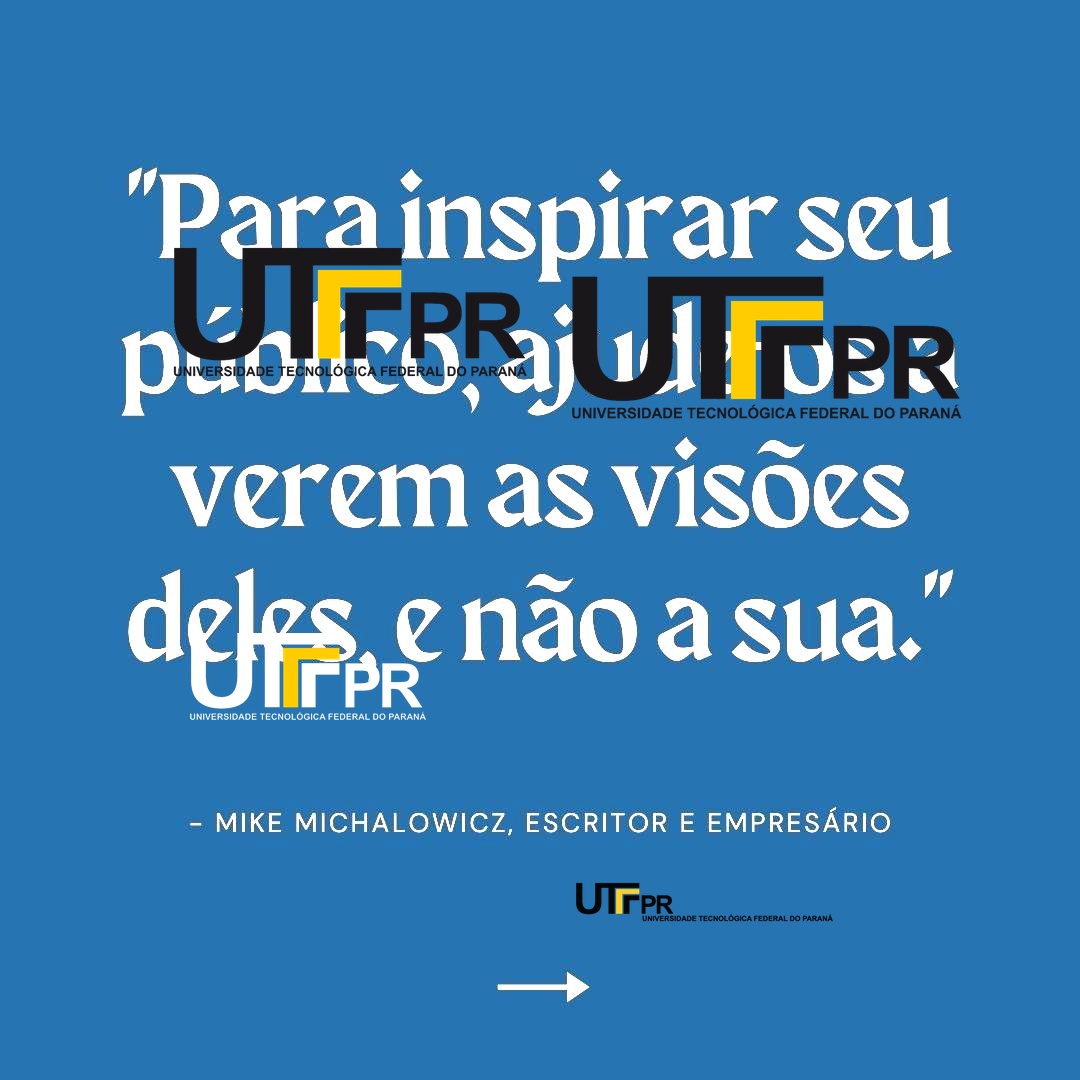 "Para inspirar seu
público, ajude-os a
verem as visões
deles, e não a sua."
UTFPR
UNIVERSIDADE TECNOLÓGICA FEDERAL DO PARANÁ
UTFPR
UNIVERSIDADE TECNOLÓGICA FEDERAL DO PARANÁ
UTFPR
UNIVERSIDADE TECNOLÓGICA FEDERAL DO PARANÁ
– MIKE MICHALOWICZ, ESCRITOR E EMPRESÁRIO
UTFPR
UNIVERSIDADE TECNOLÓGICA FEDERAL DO PARANÁ